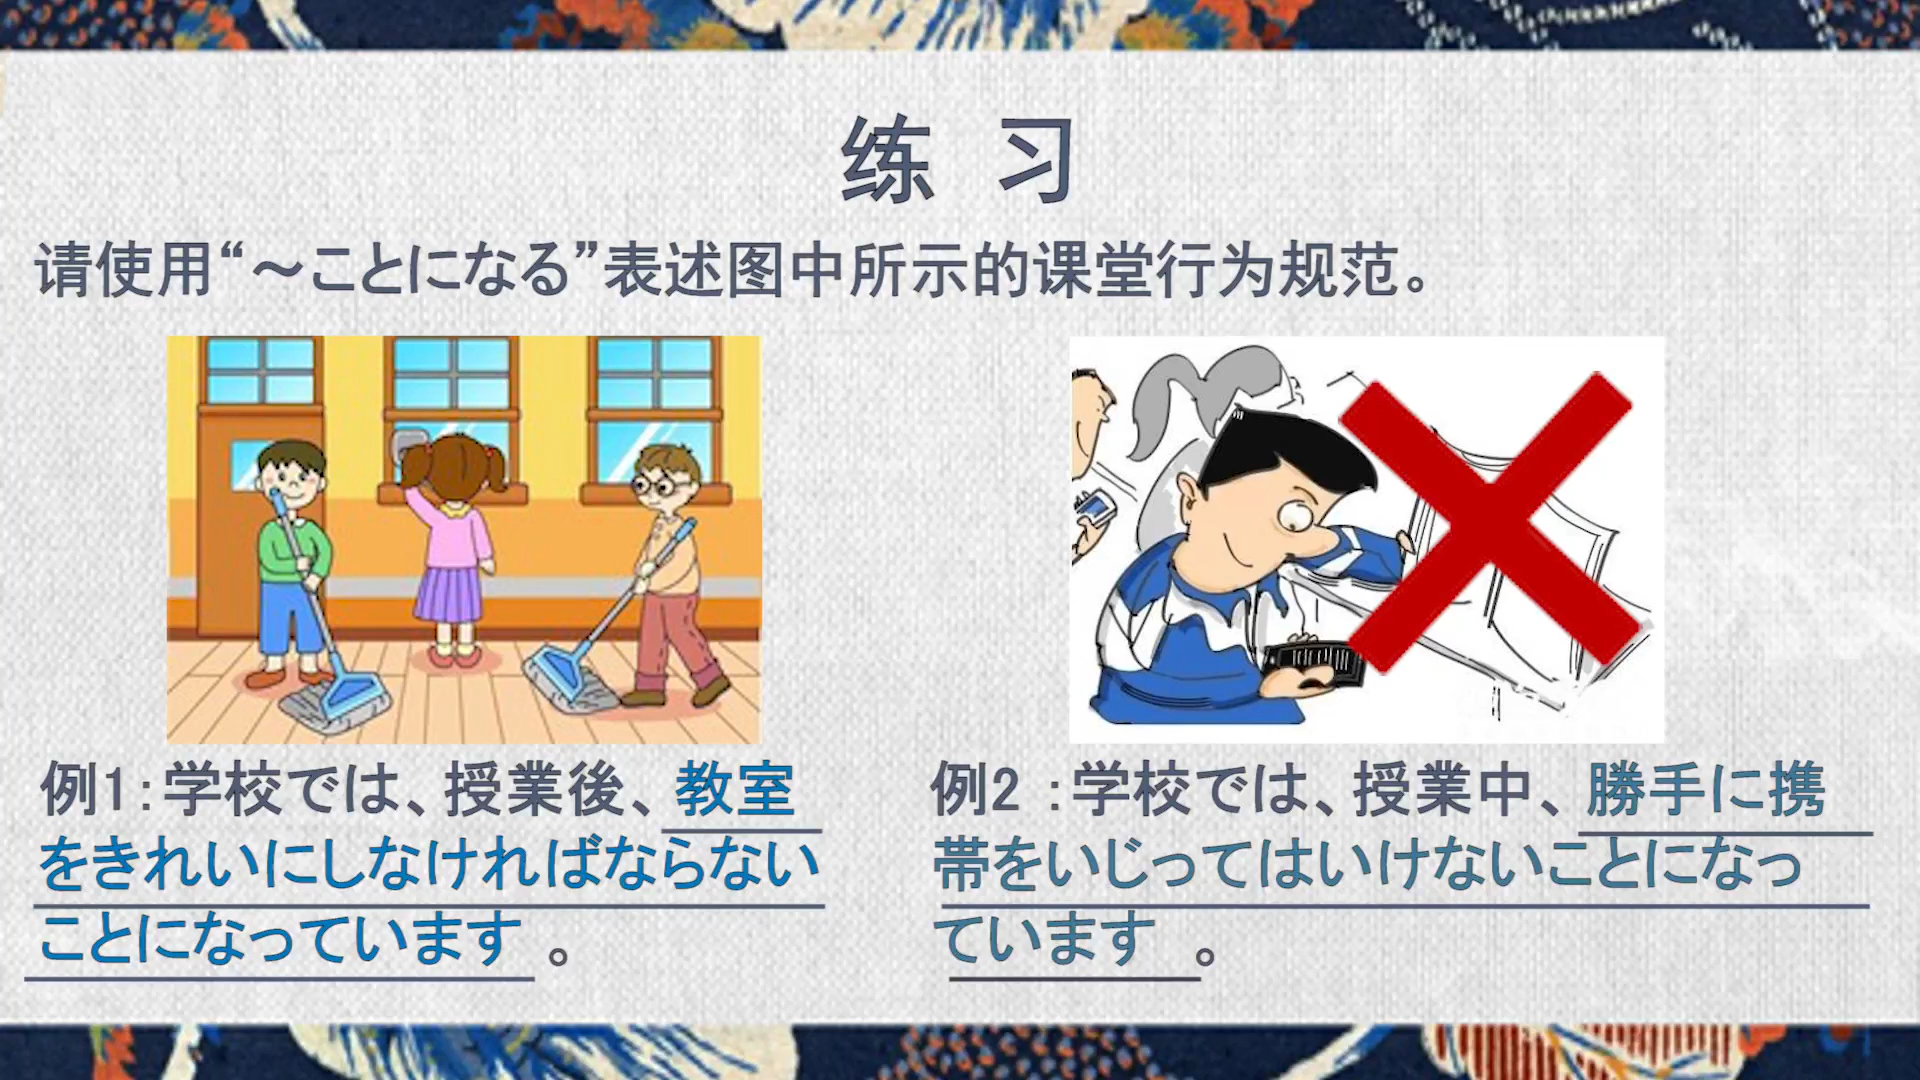 练 习
请使用“～ことになる”表述图中所示的课堂行为规范。
例1：学校では、授業後、教室
をきれいにしなければならない
ことになっています 。
例2 ：学校では、授業中、勝手に携
帯をいじってはいけないことになっ
ています 。